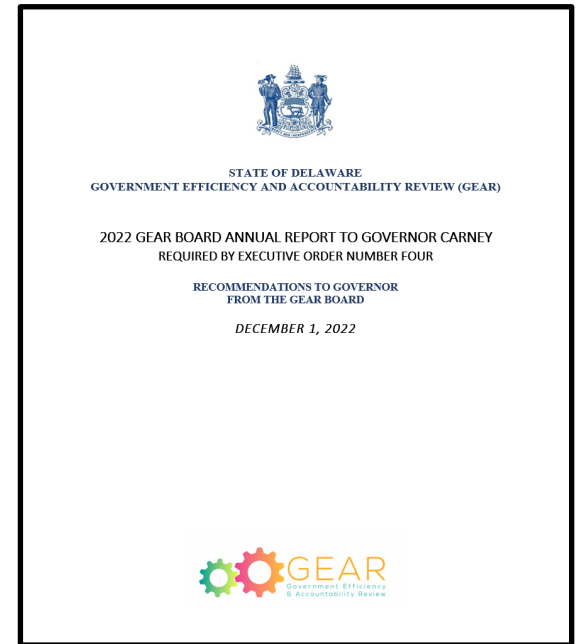 STATE OF DELAWARE
GOVERNMENT EFFICIENCY AND ACCOUNTABILITY REVIEW (GEAR)
2022 GEAR BOARD ANNUAL REPORT TO GOVERNOR CARNEY
REQUIRED BY EXECUTIVE ORDER NUMBER FOUR
RECOMMENDATIONS TO GOVERNOR
FROM THE GEAR BOARD
DECEMBER 1, 2022
GEAR
Government Efficiency
& Accountability Review